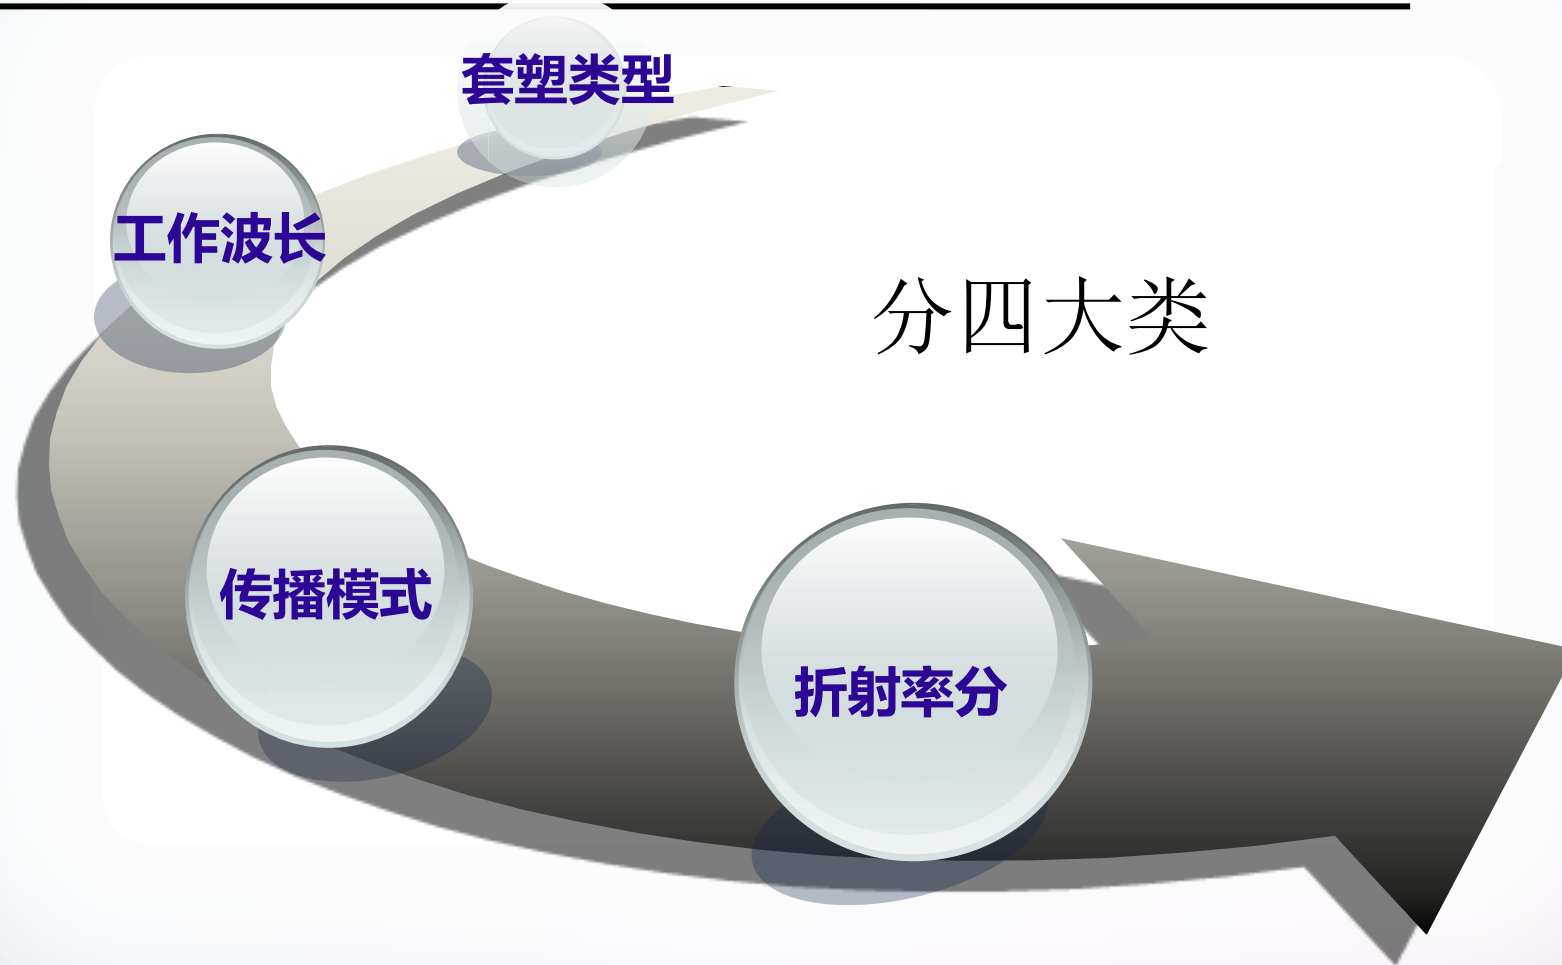 套塑类型
工作波长
分四大类
传播模式
折射率分